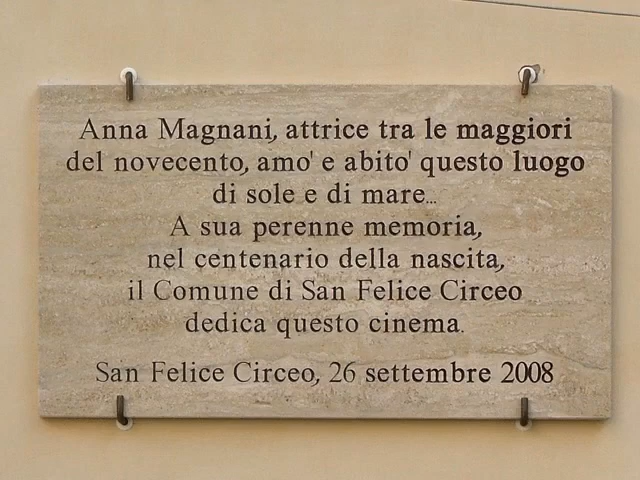 Anna Magnani, attrice tra le maggiori
del novecento, amo' e abito' questo luogo
di sole e di mare...
A sua perenne memoria,
nel centenario della nascita,
il Comune di San Felice Circeo
dedica questo cinema.
San Felice Circeo, 26 settembre 2008